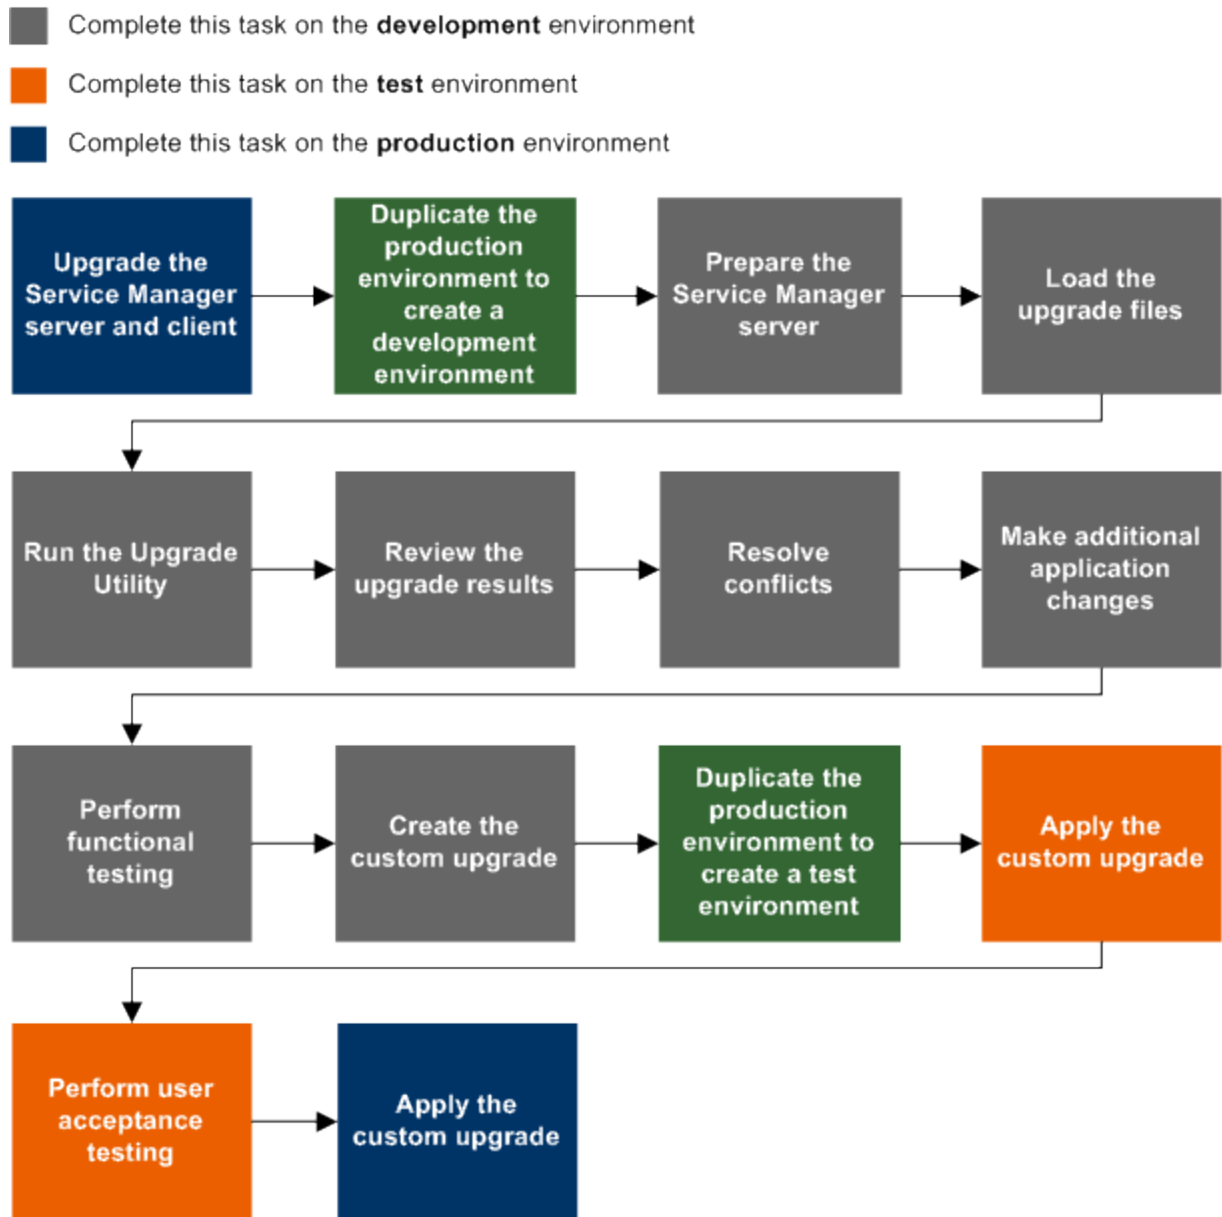 Complete this task on the development environment
Complete this task on the test environment
Complete this task on the production environment
Upgrade the
Service Manager
server and client
Duplicate the
production
environment to
create a
development
environment
Prepare the
Service Manager
server
Load the
upgrade files
Run the Upgrade
Utility
Review the
upgrade results
Resolve
conflicts
Make additional
application
changes
Perform
functional
testing
Create the
custom upgrade
Duplicate the
production
environment to
create a test
environment
Apply the
custom upgrade
Perform user
acceptance
testing
Apply the
custom upgrade